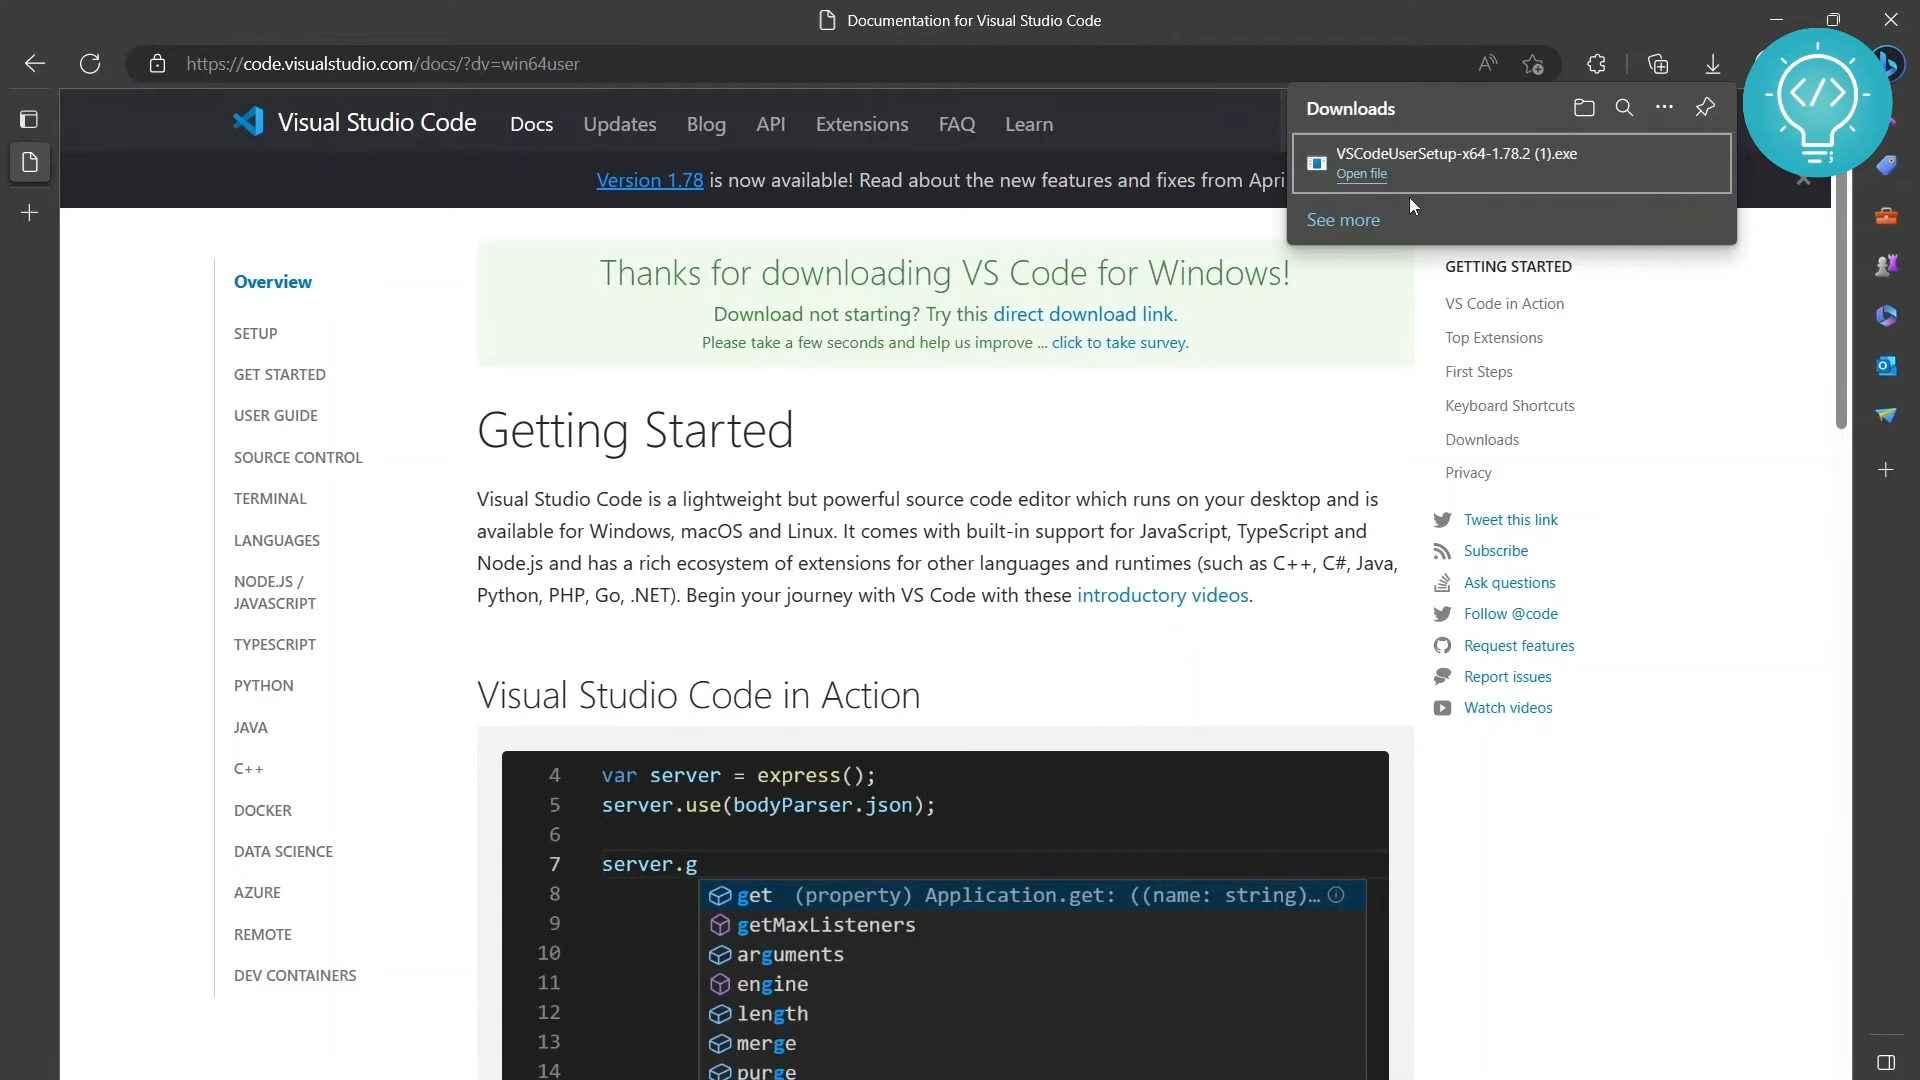 Documentation for Visual Studio Code
https://code.visualstudio.com/docs/?dv=win64user
Visual Studio Code
Docs
Updates
Blog
API
Extensions
FAQ
Learn
Downloads
VSCodeUserSetup-x64-1.78.2 (1).exe
Open file
See more
Version 1.78 is now available! Read about the new features and fixes from Apri
Overview
SETUP
GET STARTED
USER GUIDE
SOURCE CONTROL
TERMINAL
LANGUAGES
NODE.JS /
JAVASCRIPT
TYPESCRIPT
PYTHON
JAVA
C++
DOCKER
DATA SCIENCE
AZURE
REMOTE
DEV CONTAINERS
Thanks for downloading VS Code for Windows!
Download not starting? Try this direct download link.
Please take a few seconds and help us improve ... click to take survey.
Getting Started
Visual Studio Code is a lightweight but powerful source code editor which runs on your desktop and is
available for Windows, macOS and Linux. It comes with built-in support for JavaScript, TypeScript and
Node.js and has a rich ecosystem of extensions for other languages and runtimes (such as C++, C#, Java,
Python, PHP, Go, .NET). Begin your journey with VS Code with these introductory videos.
Visual Studio Code in Action
4 var server = express();
5 server.use(bodyParser.json);
6
7 server.g
8 get (property) Application.get: ((name: string)…
9 getMaxListeners
10 arguments
11 engine
12 length
13 merge
14 purge
GETTING STARTED
VS Code in Action
Top Extensions
First Steps
Keyboard Shortcuts
Downloads
Privacy
Tweet this link
Subscribe
Ask questions
Follow @code
Request features
Report issues
Watch videos